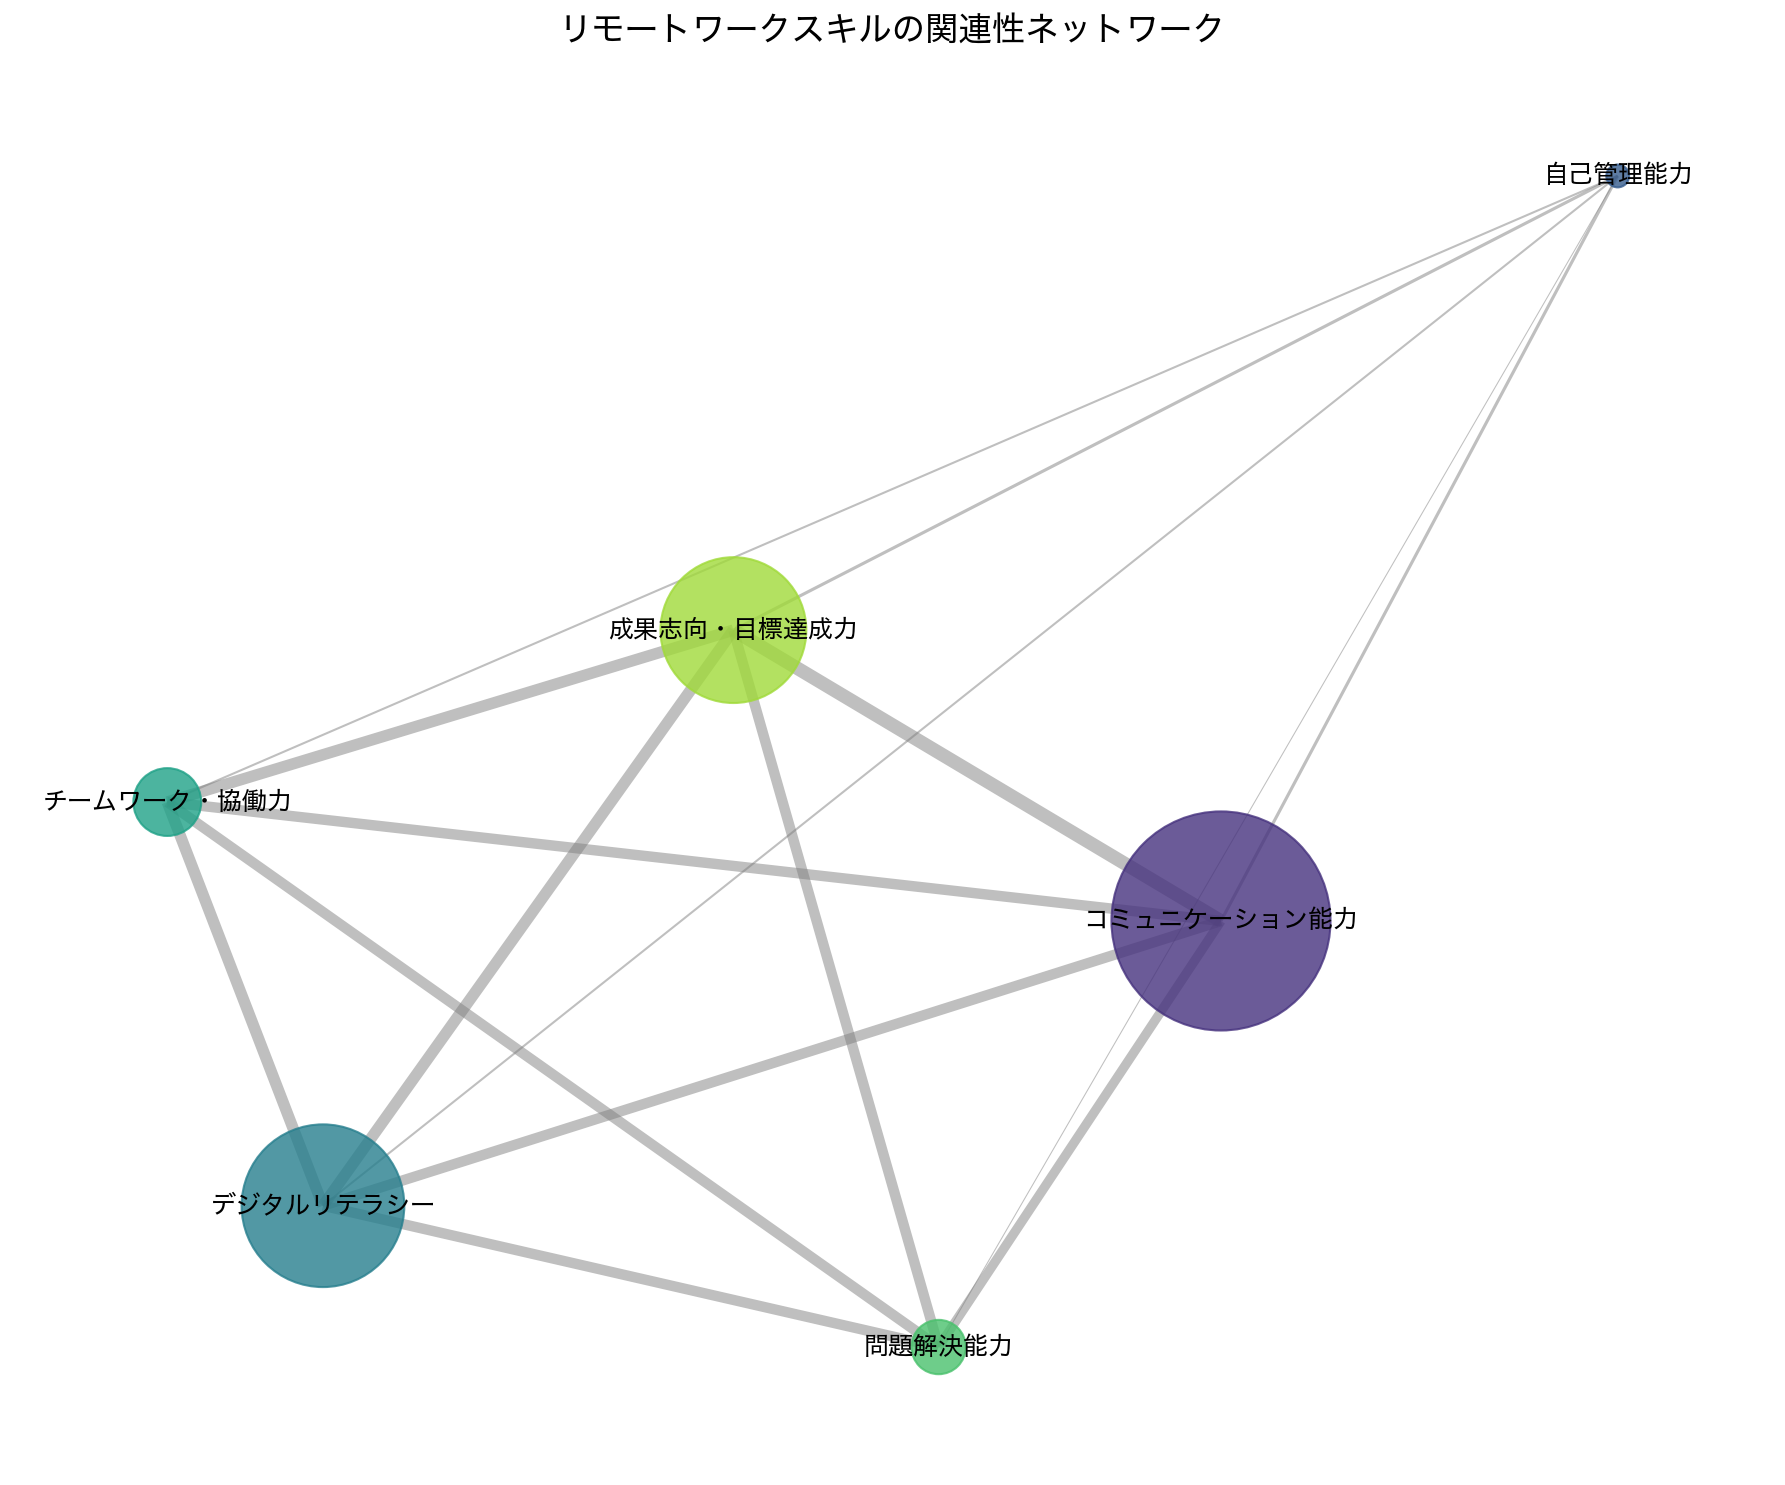 リモートワークスキルの関連性ネットワーク
自己管理能力
成果志向・目標達成力
チームワーク・協働力
コミュニケーション能力
デジタルリテラシー
問題解決能力